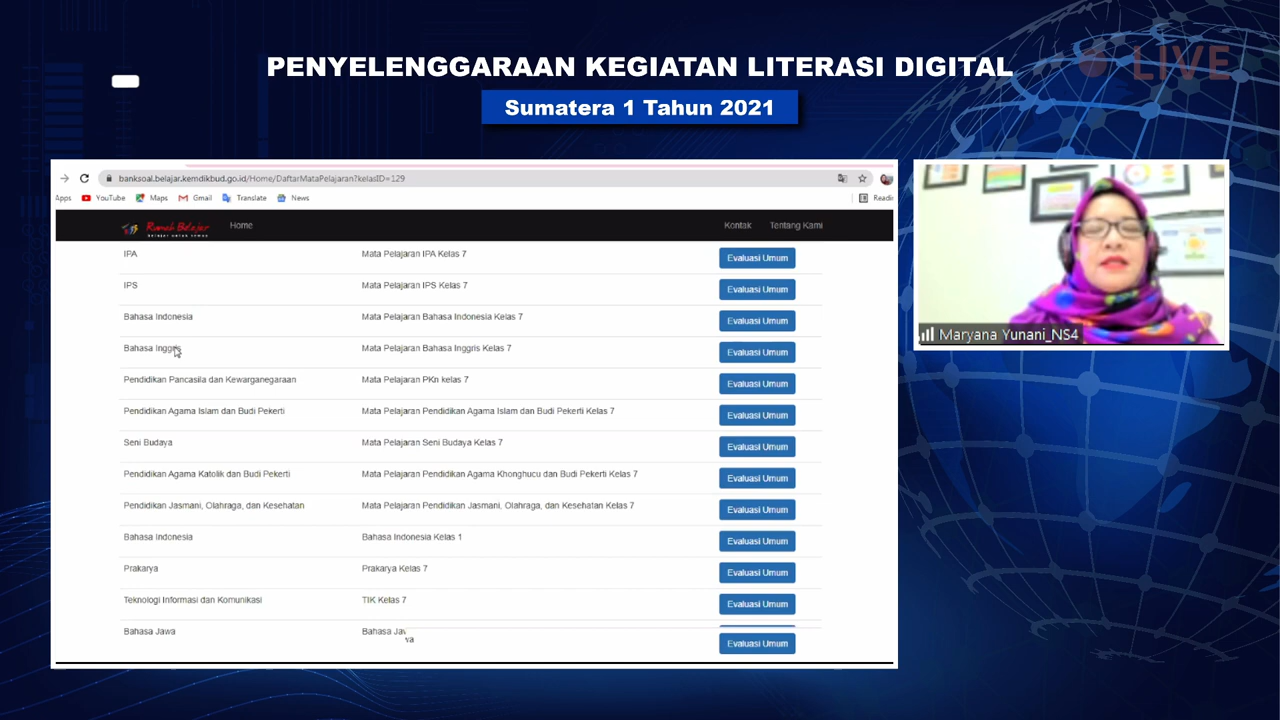 PENYELENGGARAAN KEGIATAN LITERASI DIGITAL
LIVE
Sumatera 1 Tahun 2021
banksoal.belajar.kemdikbud.go.id/Home/DaftarMataPelajaran?kelasID=129
Apps YouTube Maps Gmail Translate News
Rumah Belajar Home Kontak Tentang Kami
belajar untuk semua
IPA Mata Pelajaran IPA Kelas 7 Evaluasi Umum
IPS Mata Pelajaran IPS Kelas 7 Evaluasi Umum
Bahasa Indonesia Mata Pelajaran Bahasa Indonesia Kelas 7 Evaluasi Umum
Bahasa Inggris Mata Pelajaran Bahasa Inggris Kelas 7 Evaluasi Umum
Pendidikan Pancasila dan Kewarganegaraan Mata Pelajaran PKn kelas 7 Evaluasi Umum
Pendidikan Agama Islam dan Budi Pekerti Mata Pelajaran Pendidikan Agama Islam dan Budi Pekerti Kelas 7 Evaluasi Umum
Seni Budaya Mata Pelajaran Seni Budaya Kelas 7 Evaluasi Umum
Pendidikan Agama Katolik dan Budi Pekerti Mata Pelajaran Pendidikan Agama Khonghucu dan Budi Pekerti Kelas 7 Evaluasi Umum
Pendidikan Jasmani, Olahraga, dan Kesehatan Mata Pelajaran Pendidikan Jasmani, Olahraga, dan Kesehatan Kelas 7 Evaluasi Umum
Bahasa Indonesia Bahasa Indonesia Kelas 1 Evaluasi Umum
Prakarya Prakarya Kelas 7 Evaluasi Umum
Teknologi Informasi dan Komunikasi TIK Kelas 7 Evaluasi Umum
Bahasa Jawa Bahasa Evaluasi Umum
Maryana Yunani_NS4